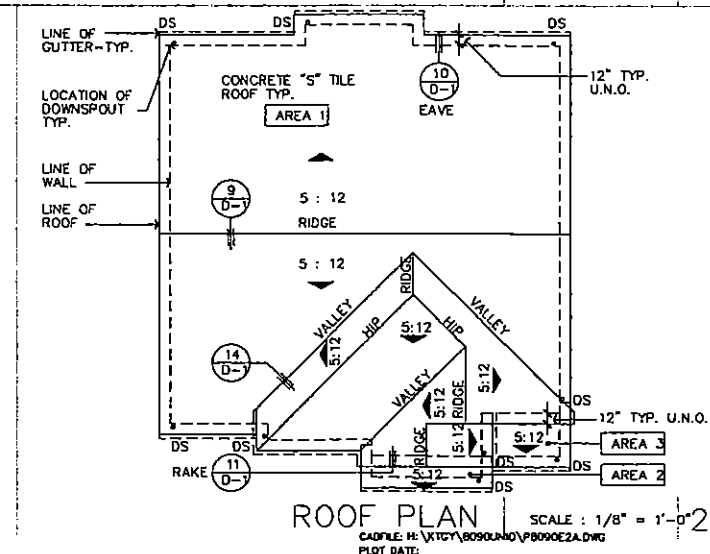 DS
DS
DS
LINE OF
GUTTER-TYP.
10
D-1
EAVE
12" TYP.
U.N.O.
CONCRETE "S" TILE
ROOF TYP.
AREA 1
LOCATION OF
DOWNSPOUT
TYP.
LINE OF
WALL
9
D-1
5 : 12
LINE OF
ROOF
RIDGE
5 : 12
RIDGE
VALLEY
HIP
HIP
VALLEY
5:12
5:12
14
D-1
VALLEY
5:12
5:12
RIDGE
DS
12" TYP. U.N.O.
DS
DS
RIDGE
5:12
5:12
AREA 3
RAKE
11
D-1
5:12
DS
AREA 2
DS
DS
ROOF PLAN
SCALE : 1/8" = 1'-0"
2
CADFILE: H:\KTGY\8090UNIO\P8090E2A.DWG
PLOT DATE: